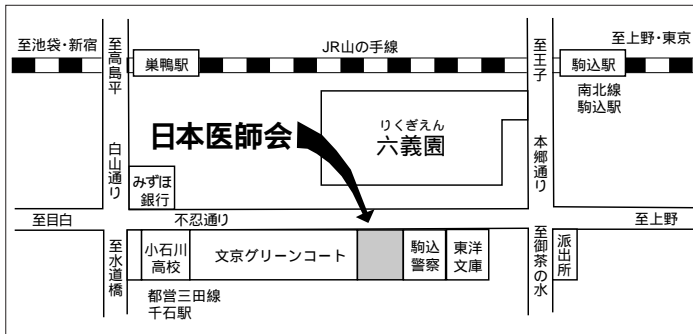 至池袋・新宿
至高島平
巣鴨駅
JR山の手線
至王子
駒込駅
至上野・東京
南北線
駒込駅
日本医師会
りくぎえん
六義園
白山通り
本郷通り
みずほ
銀行
至目白
不忍通り
至上野
至水道橋
小石川
高校
文京グリーンコート
駒込
警察
東洋
文庫
至御茶の水
派出所
都営三田線
千石駅